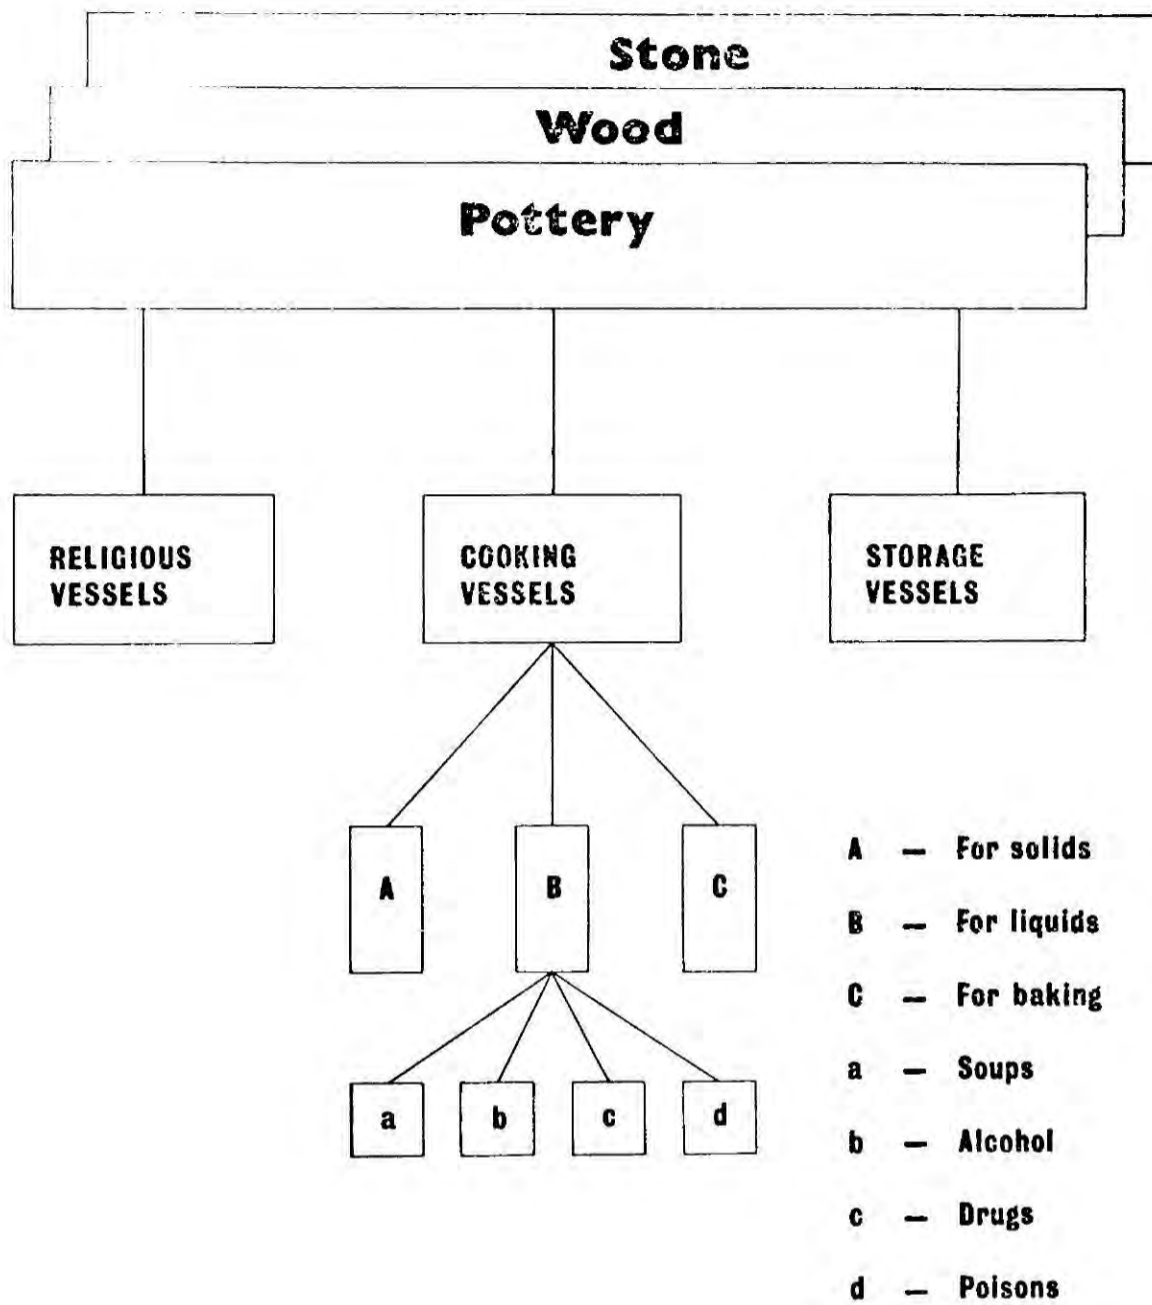 Stone
Wood
Pottery
RELIGIOUS
VESSELS
COOKING
VESSELS
STORAGE
VESSELS
A
B
C
a
b
c
d
A — For solids
B — For liquids
C — For baking
a — Soups
b — Alcohol
c — Drugs
d — Poisons